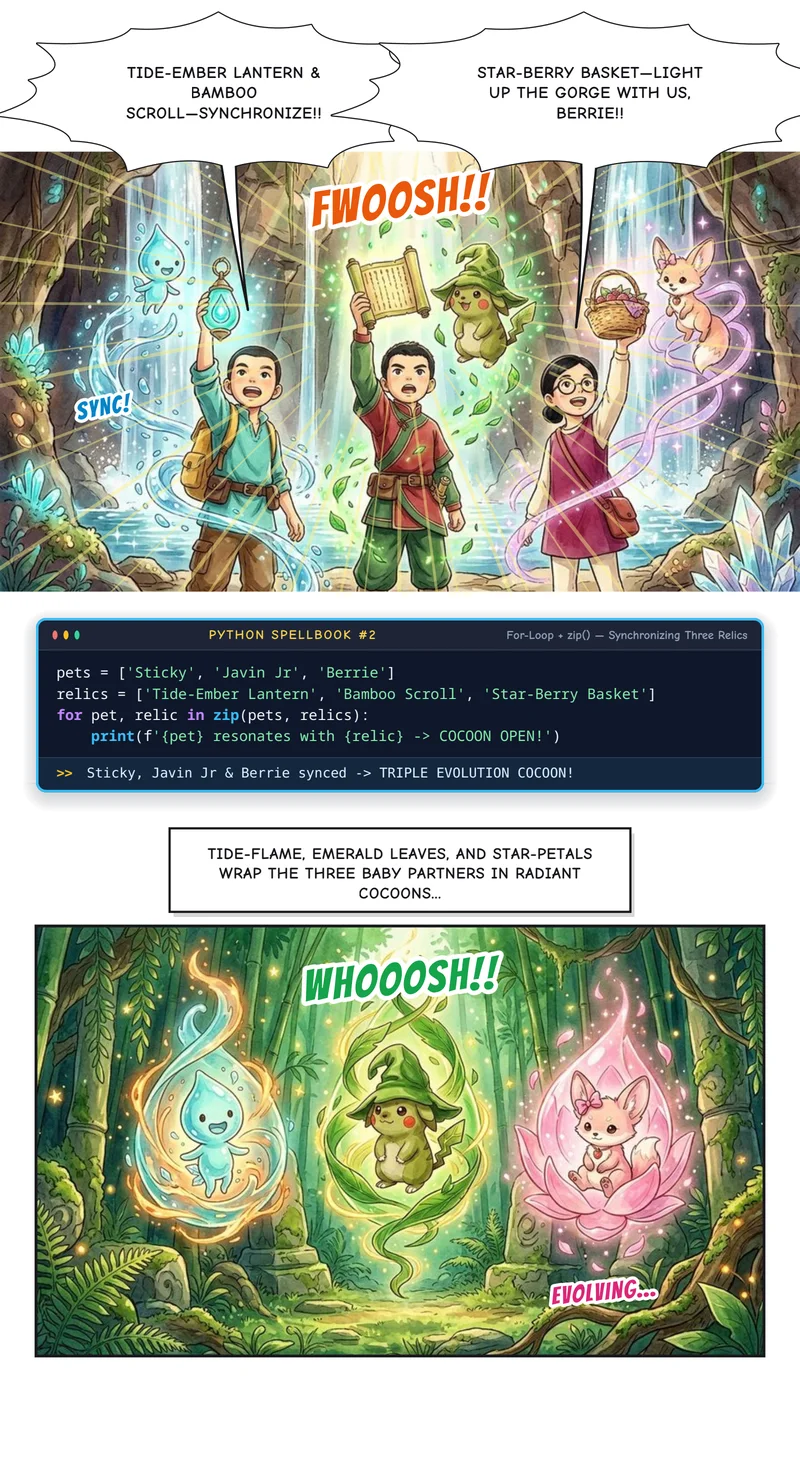 TIDE-EMBER LANTERN &
BAMBOO
SCROLL—SYNCHRONIZE!!
STAR-BERRY BASKET—LIGHT
UP THE GORGE WITH US,
BERRIE!!
FWOOSH!!
SYNC!
PYTHON SPELLBOOK #2
For-Loop + zip() — Synchronizing Three Relics
pets = ['Sticky', 'Javin Jr', 'Berrie']
relics = ['Tide-Ember Lantern', 'Bamboo Scroll', 'Star-Berry Basket']
for pet, relic in zip(pets, relics):
    print(f'{pet} resonates with {relic} -> COCOON OPEN!')
>> Sticky, Javin Jr & Berrie synced -> TRIPLE EVOLUTION COCOON!
TIDE-FLAME, EMERALD LEAVES, AND STAR-PETALS
WRAP THE THREE BABY PARTNERS IN RADIANT
COCOONS...
WHOOOSH!!
EVOLVING...